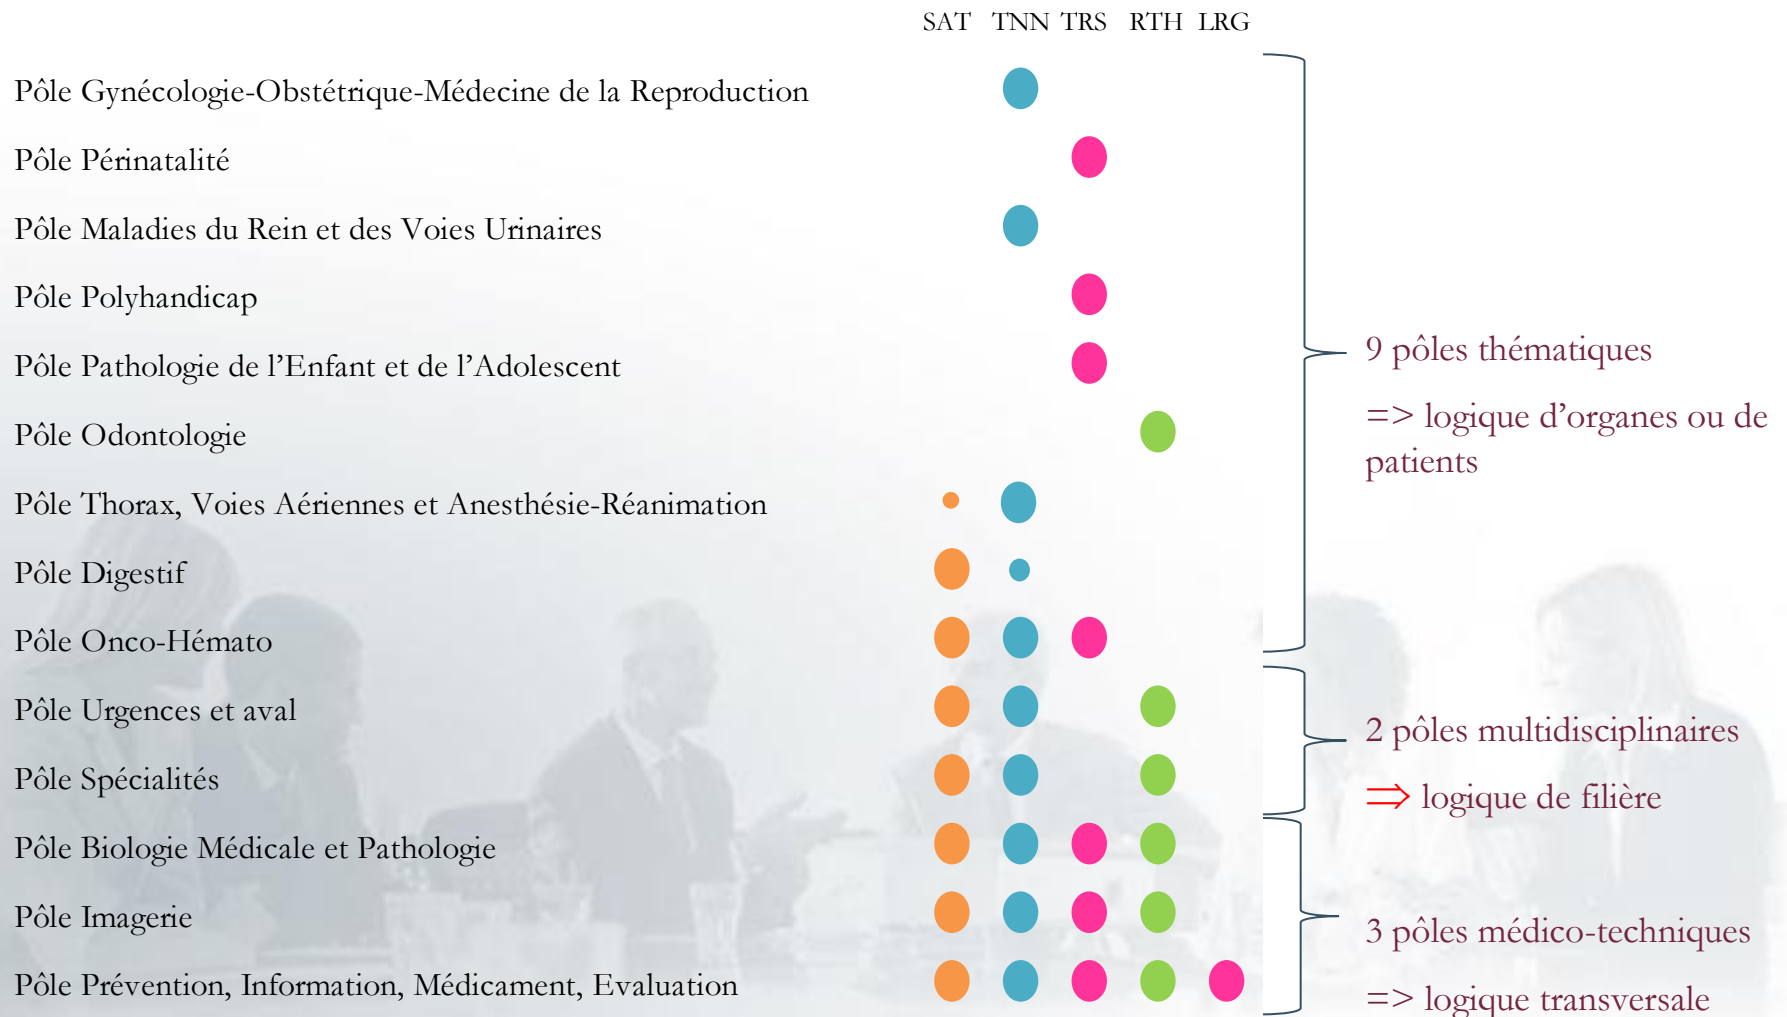 SAT TNN TRS RTH LRG
Pôle Gynécologie-Obstétrique-Médecine de la Reproduction
Pôle Périnatalité
Pôle Maladies du Rein et des Voies Urinaires
Pôle Polyhandicap
Pôle Pathologie de l’Enfant et de l’Adolescent
Pôle Odontologie
Pôle Thorax, Voies Aériennes et Anesthésie-Réanimation
Pôle Digestif
Pôle Onco-Hémato
Pôle Urgences et aval
Pôle Spécialités
Pôle Biologie Médicale et Pathologie
Pôle Imagerie
Pôle Prévention, Information, Médicament, Evaluation
9 pôles thématiques
=> logique d’organes ou de
patients
2 pôles multidisciplinaires
⇒ logique de filière
3 pôles médico-techniques
=> logique transversale